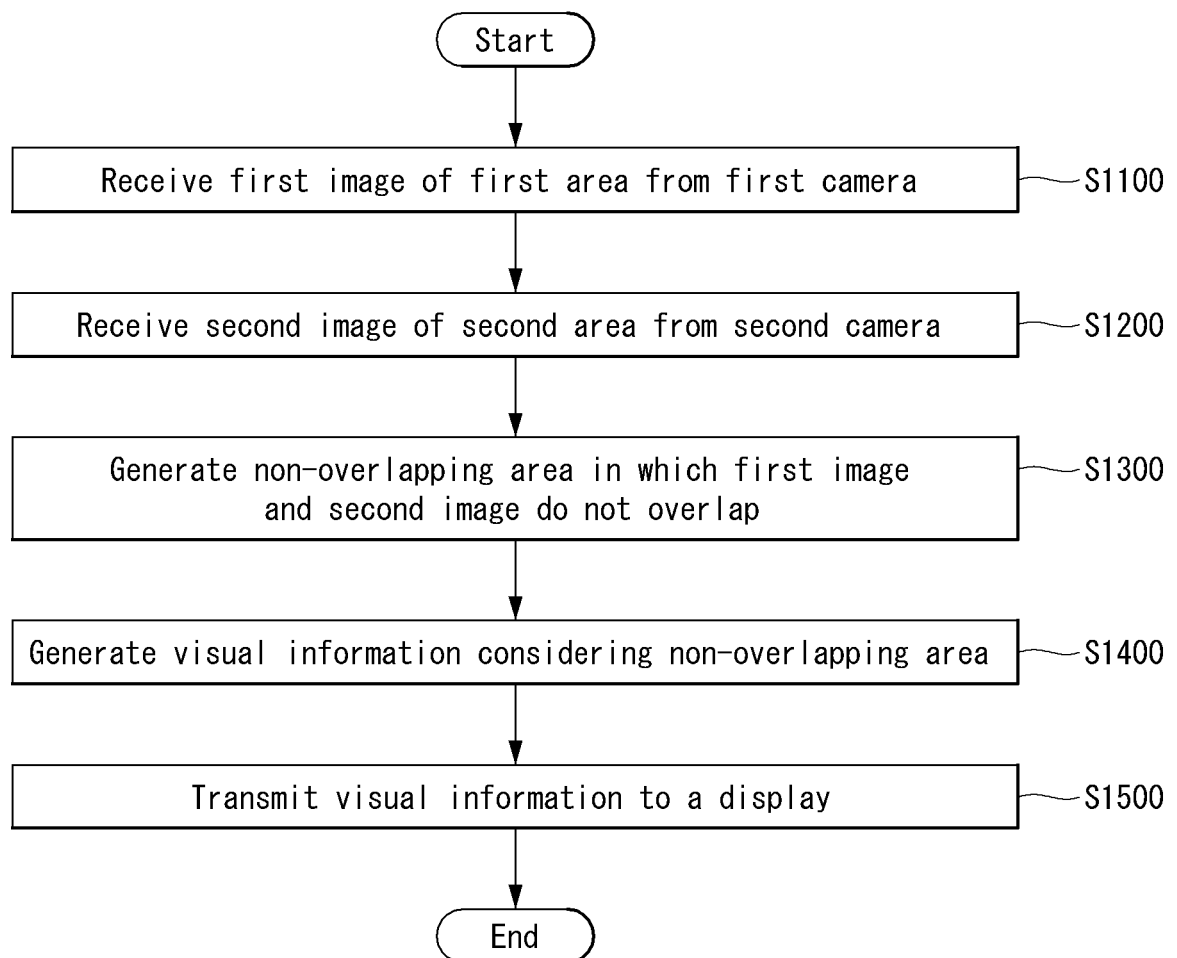 Start
Receive first image of first area from first camera
S1100
Receive second image of second area from second camera
S1200
Generate non-overlapping area in which first image
and second image do not overlap
S1300
Generate visual information considering non-overlapping area
S1400
Transmit visual information to a display
S1500
End